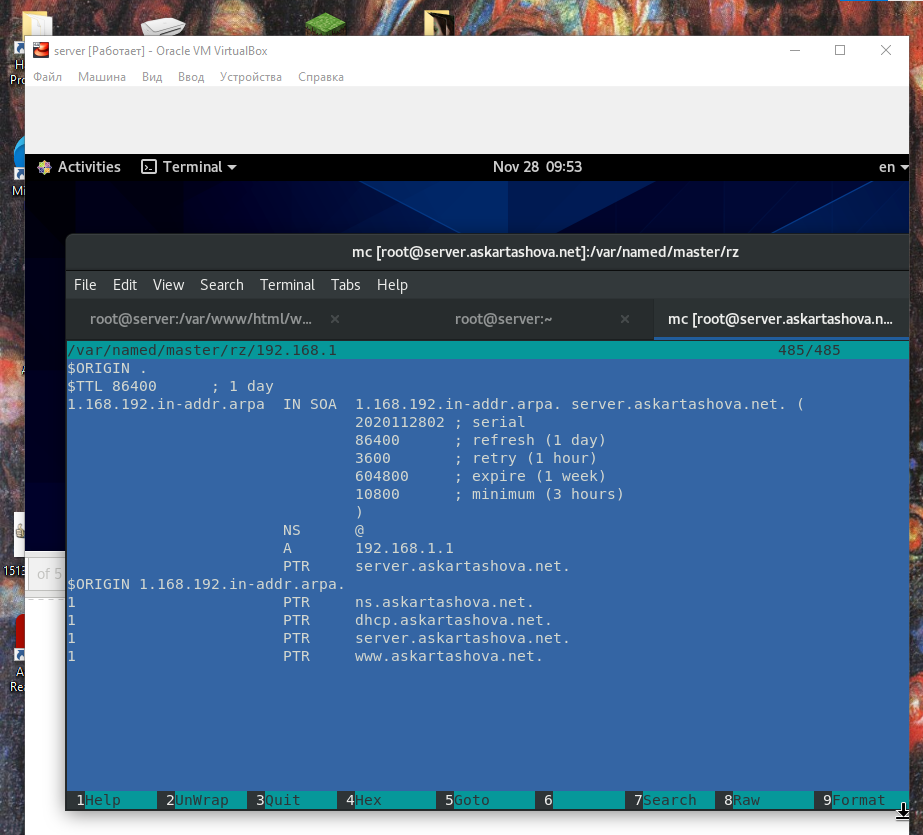 H
Pro
server [Работает] - Oracle VM VirtualBox
Файл Машина Вид Ввод Устройства Справка
Activities Terminal Nov 28 09:53 en
Mi
mc [root@server.askartashova.net]:/var/named/master/rz
File Edit View Search Terminal Tabs Help
root@server:/var/www/html/w... × root@server:~ × mc [root@server.askartashova.n...
/var/named/master/rz/192.168.1 485/485
$ORIGIN .
$TTL 86400 ; 1 day
1.168.192.in-addr.arpa IN SOA 1.168.192.in-addr.arpa. server.askartashova.net. (
2020112802 ; serial
86400 ; refresh (1 day)
3600 ; retry (1 hour)
604800 ; expire (1 week)
10800 ; minimum (3 hours)
)
NS @
A 192.168.1.1
PTR server.askartashova.net.
$ORIGIN 1.168.192.in-addr.arpa.
1 PTR ns.askartashova.net.
1 PTR dhcp.askartashova.net.
1 PTR server.askartashova.net.
1 PTR www.askartashova.net.
1513
of 5
A
Rea
1Help 2UnWrap 3Quit 4Hex 5Goto 6 7Search 8Raw 9Format